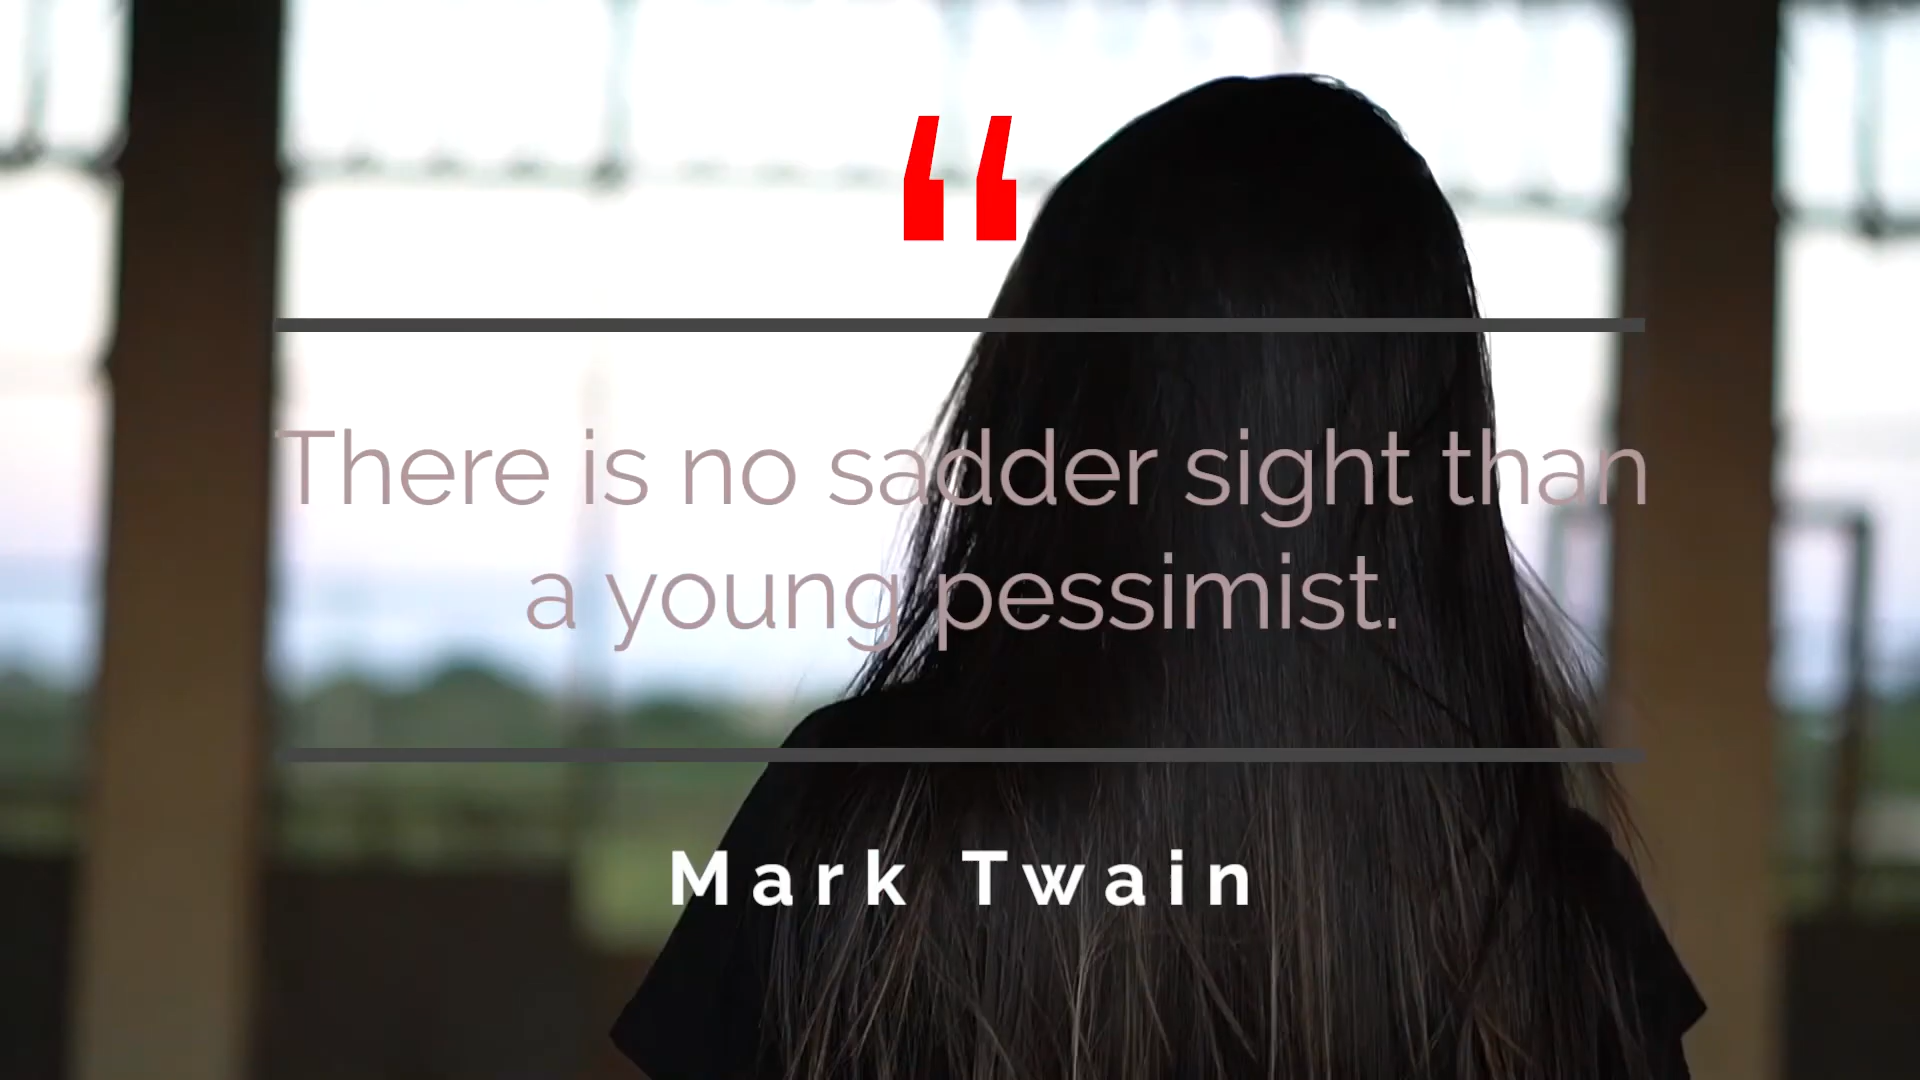 “
There is no sadder sight than
a young pessimist.
Mark Twain